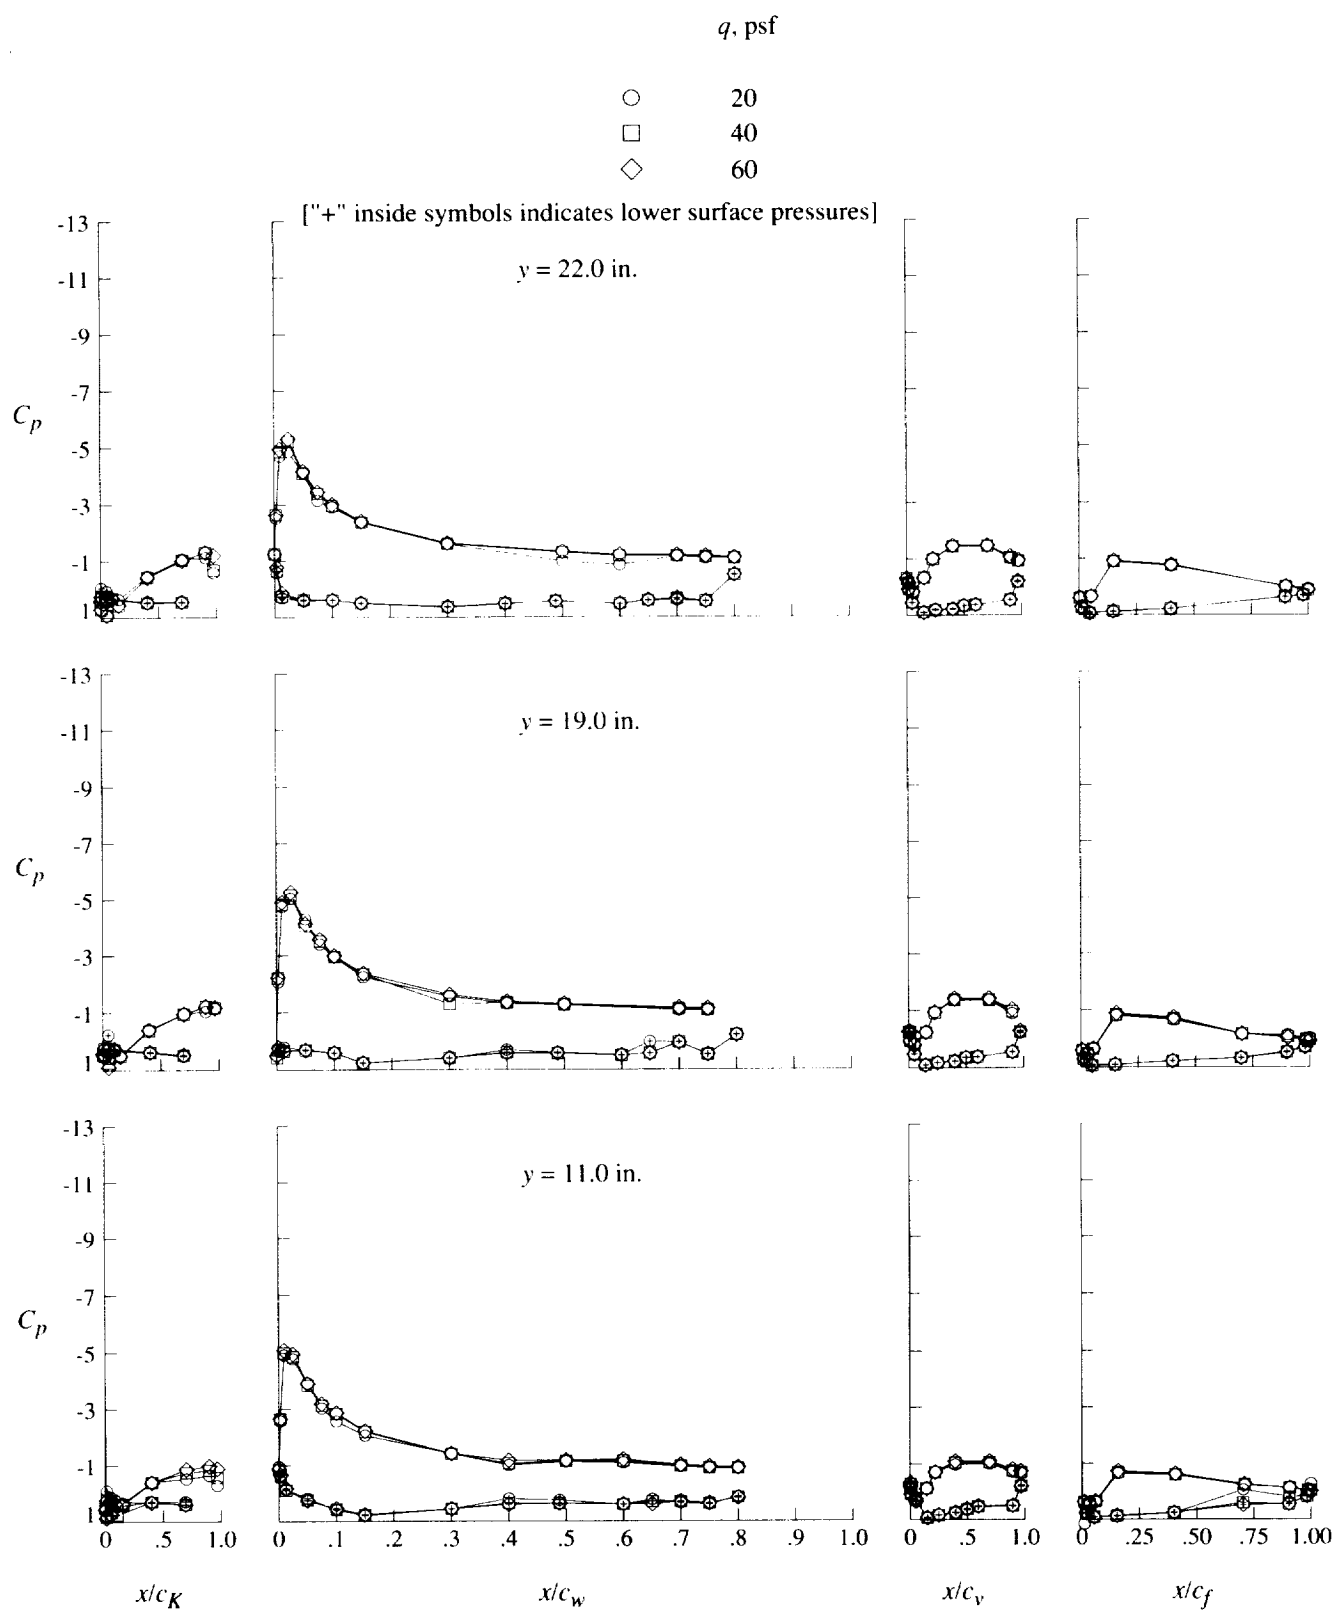 q, psf
20
40
60
["+" inside symbols indicates lower surface pressures]
y = 22.0 in.
-13
-11
-9
-7
-5
-3
-1
1
C_p
y = 19.0 in.
-13
-11
-9
-7
-5
-3
-1
1
C_p
y = 11.0 in.
-13
-11
-9
-7
-5
-3
-1
1
C_p
0 1.0 0 .1 .2 .3 .4 .5 .6 .7 .8 .9 1.0 0 .5 1.0 0 .25 .50 .75 1.00
x/c_K x/c_w x/c_v x/c_f